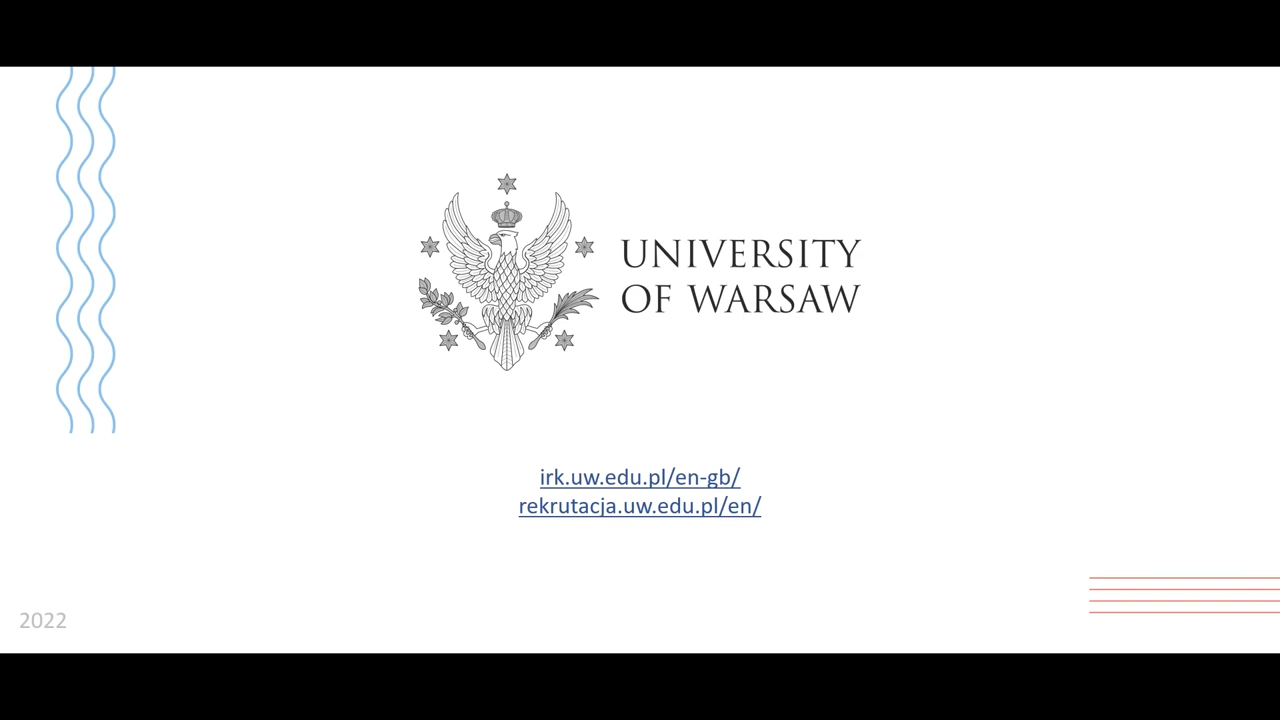 UNIVERSITY
OF WARSAW
irk.uw.edu.pl/en-gb/
rekrutacja.uw.edu.pl/en/
2022